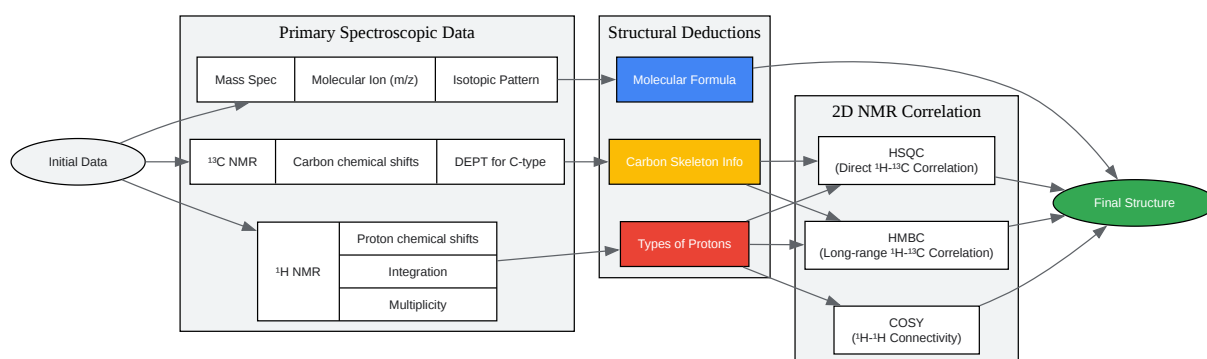 Primary Spectroscopic Data
Structural Deductions
Mass Spec
Molecular Ion (m/z)
Isotopic Pattern
Molecular Formula
2D NMR Correlation
Initial Data
¹³C NMR
Carbon chemical shifts
DEPT for C-type
Carbon Skeleton Info
HSQC
(Direct ¹H-¹³C Correlation)
Final Structure
¹H NMR
Proton chemical shifts
Integration
Multiplicity
Types of Protons
HMBC
(Long-range ¹H-¹³C Correlation)
COSY
(¹H-¹H Connectivity)